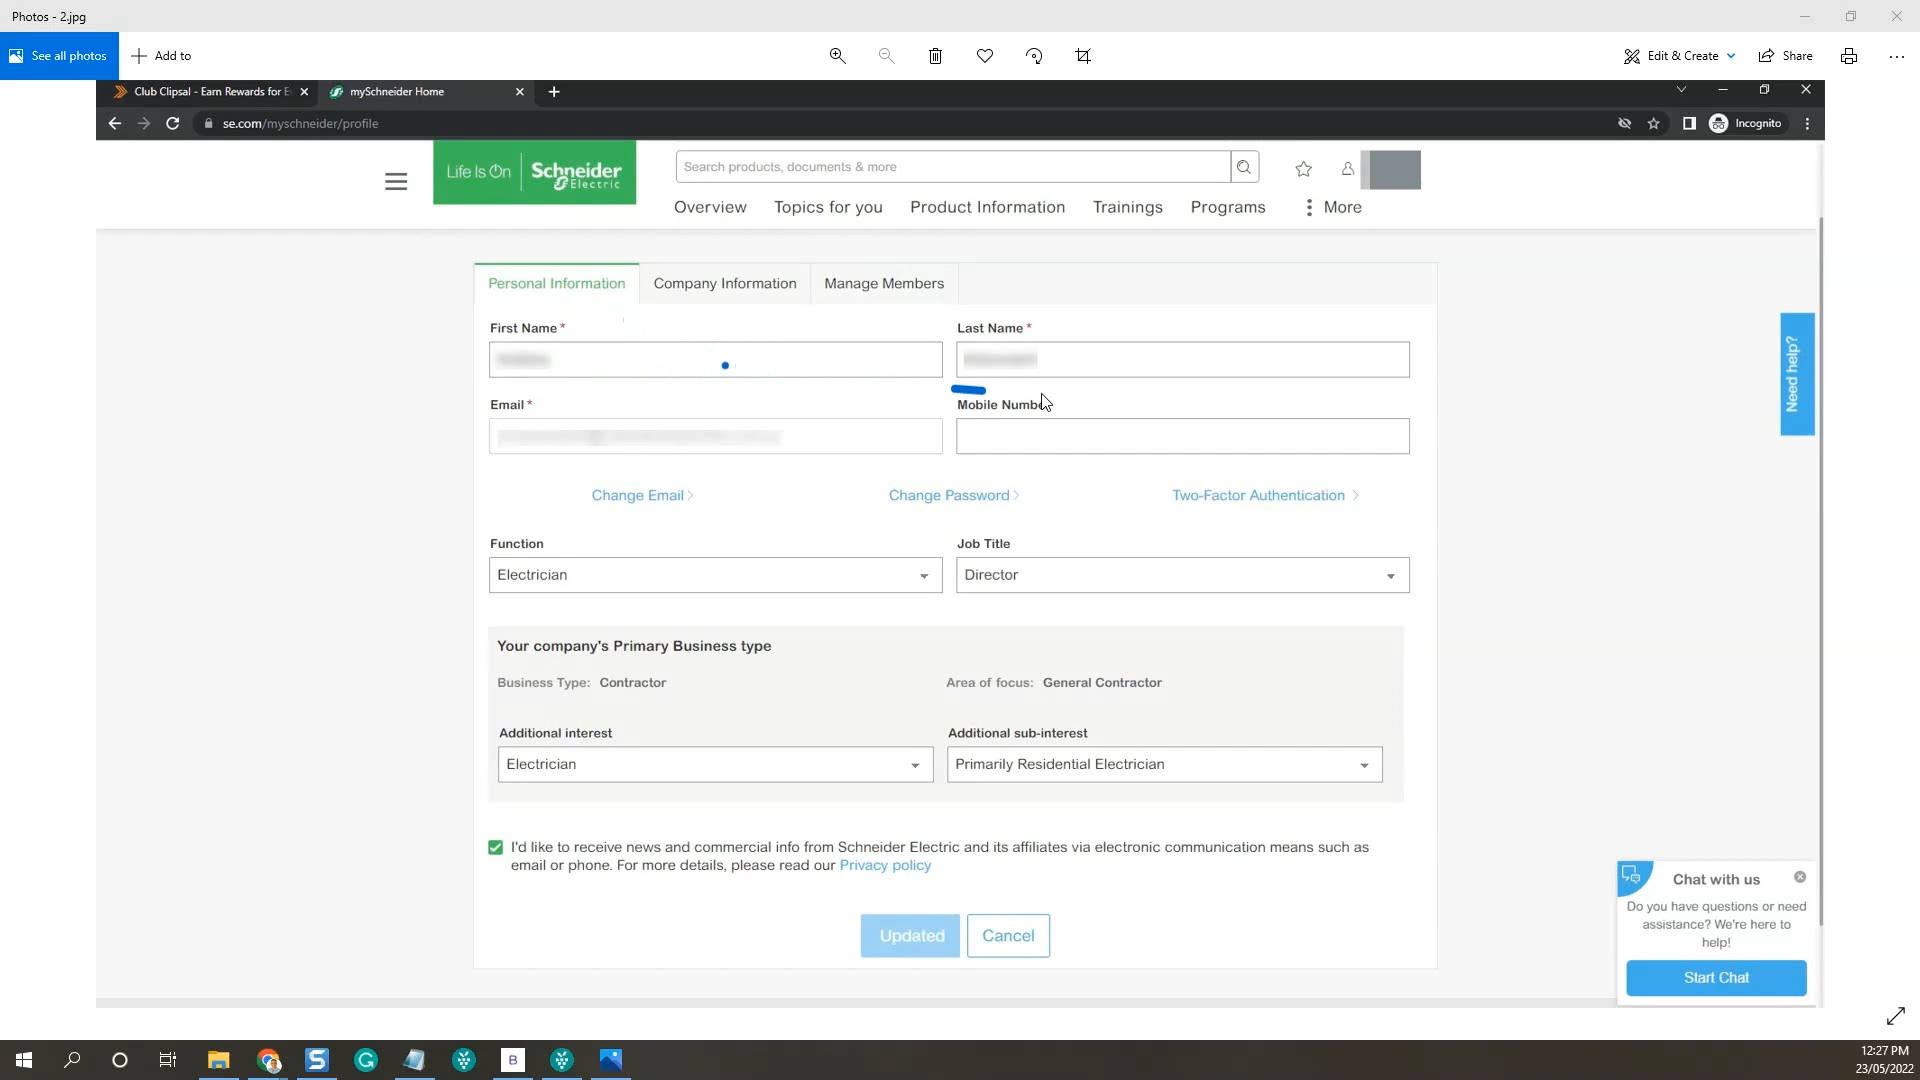 Photos - 2.jpg
See all photos
Add to
Edit & Create
Share
Club Clipsal - Earn Rewards for E
mySchneider Home
se.com/myschneider/profile
Incognito
Life Is On
Schneider
Electric
Search products, documents & more
Overview
Topics for you
Product Information
Trainings
Programs
More
Personal Information
Company Information
Manage Members
First Name *
Last Name *
Email *
Mobile Numbe
Change Email
Change Password
Two-Factor Authentication
Function
Job Title
Electrician
Director
Your company's Primary Business type
Business Type: Contractor
Area of focus: General Contractor
Additional interest
Additional sub-interest
Electrician
Primarily Residential Electrician
I'd like to receive news and commercial info from Schneider Electric and its affiliates via electronic communication means such as
email or phone. For more details, please read our Privacy policy
Updated
Cancel
Need help?
Chat with us
Do you have questions or need
assistance? We're here to
help!
Start Chat
12:27 PM
23/05/2022